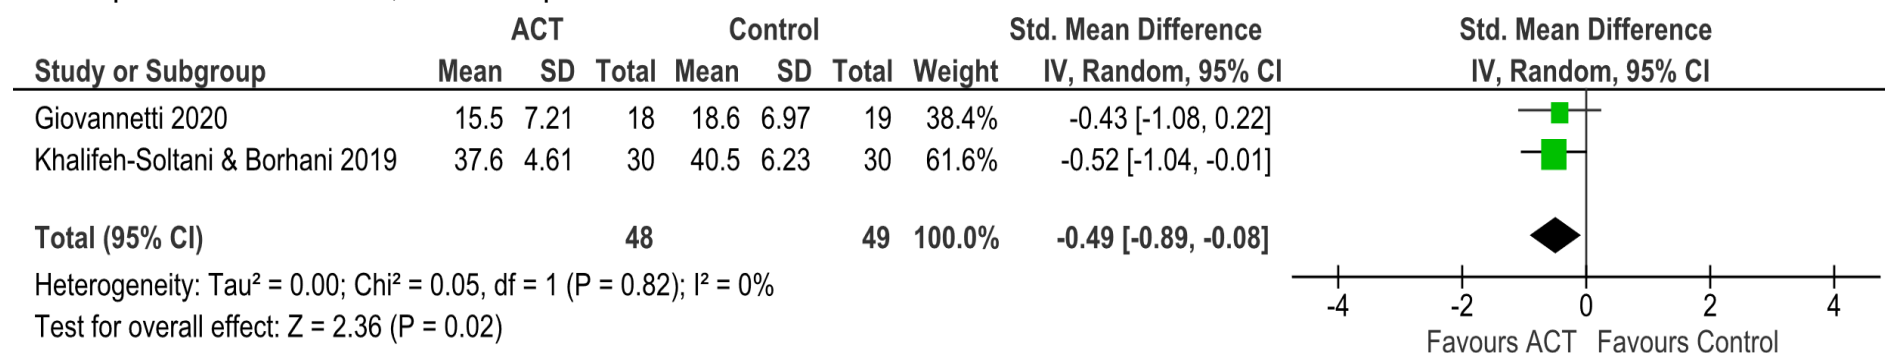 ACT Control Std. Mean Difference Std. Mean Difference
Study or Subgroup Mean SD Total Mean SD Total Weight IV, Random, 95% CI IV, Random, 95% CI
Giovannetti 2020 15.5 7.21 18 18.6 6.97 19 38.4% -0.43 [-1.08, 0.22]
Khalifeh-Soltani & Borhani 2019 37.6 4.61 30 40.5 6.23 30 61.6% -0.52 [-1.04, -0.01]
Total (95% CI) 48 49 100.0% -0.49 [-0.89, -0.08]
Heterogeneity: Tau² = 0.00; Chi² = 0.05, df = 1 (P = 0.82); I² = 0%
Test for overall effect: Z = 2.36 (P = 0.02)
-4 -2 0 2 4
Favours ACT Favours Control